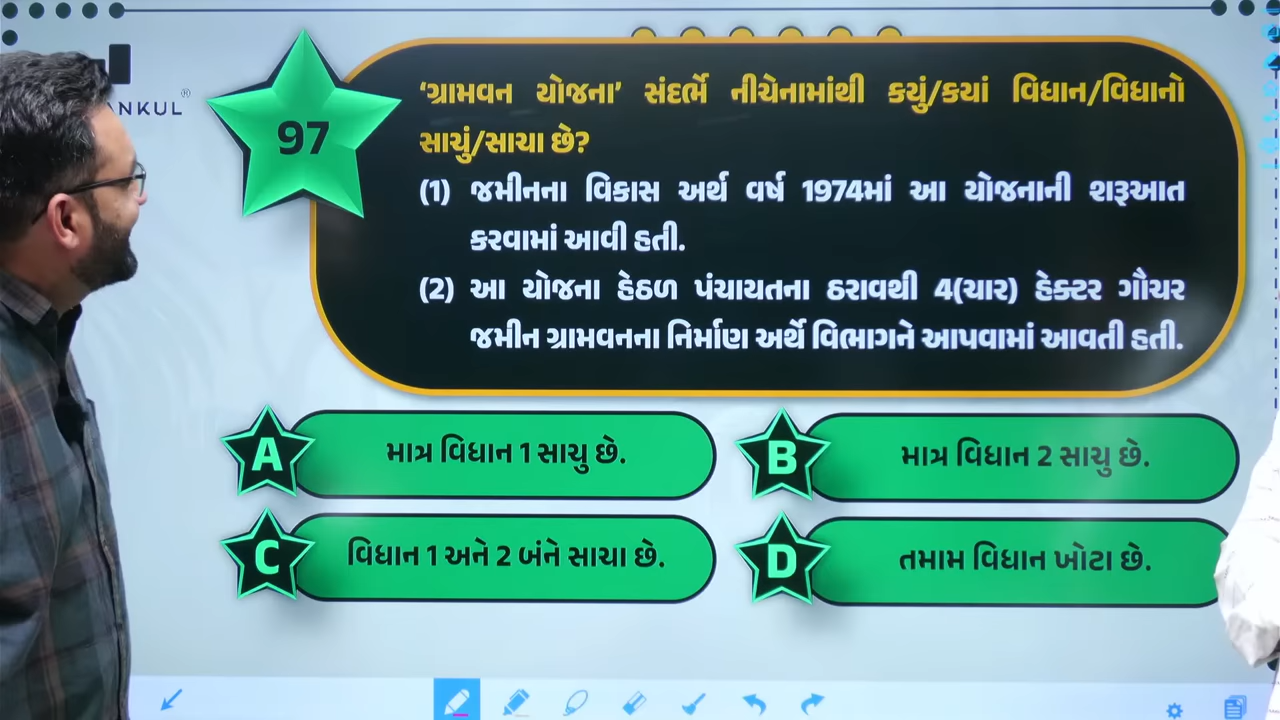 ANKUL®
97
‘ગ્રામવન યોજના’ સંદર્ભે નીચેનામાંથી કયું/કયાં વિધાન/વિધાનો
સાચું/સાચા છે?
(1) જમીનના વિકાસ અર્થ વર્ષ 1974માં આ યોજનાની શરૂઆત
કરવામાં આવી હતી.
(2) આ યોજના હેઠળ પંચાયતના ઠરાવથી 4(ચાર) હેક્ટર ગૌચર
જમીન ગ્રામવનના નિર્માણ અર્થે વિભાગને આપવામાં આવતી હતી.
A માત્ર વિધાન 1 સાચુ છે.
B માત્ર વિધાન 2 સાચુ છે.
C વિધાન 1 અને 2 બંને સાચા છે.
D તમામ વિધાન ખોટા છે.